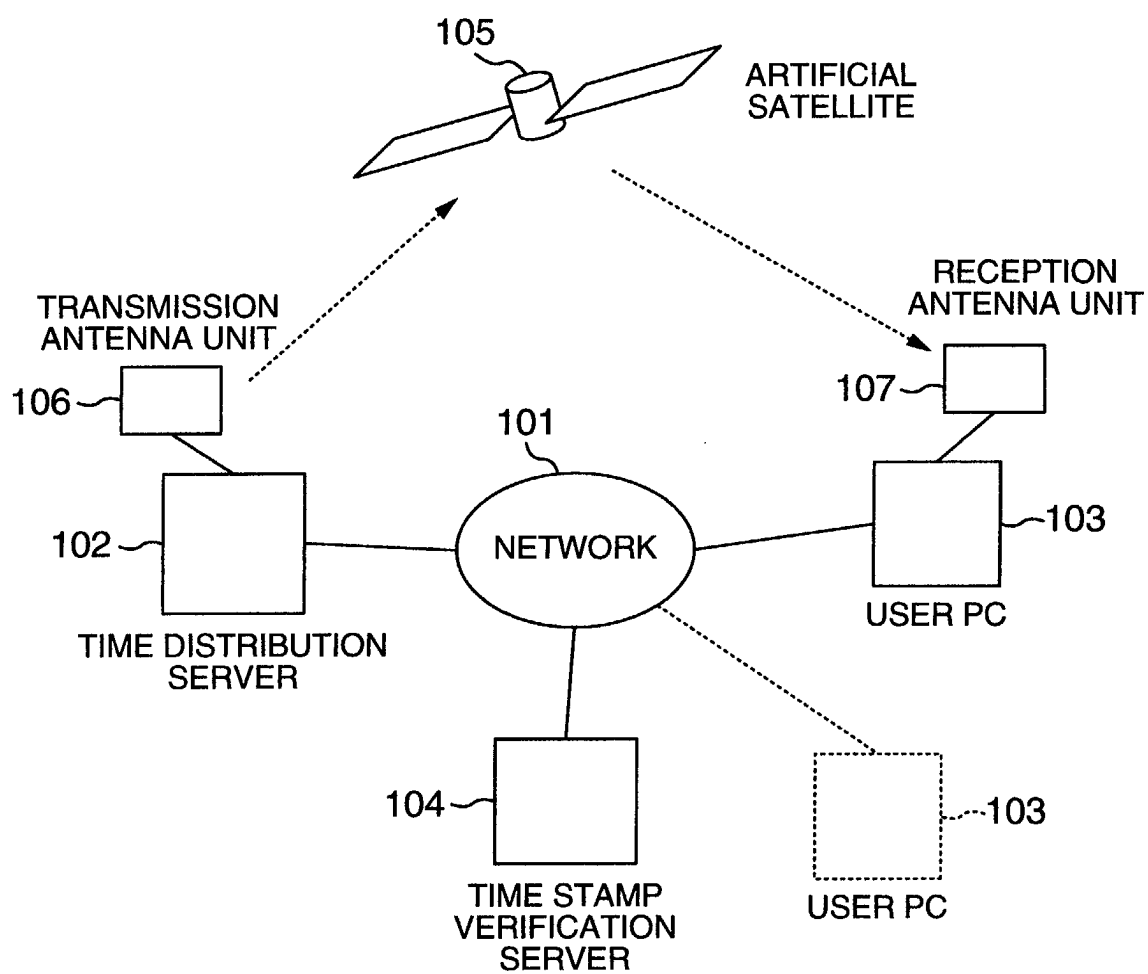 105
ARTIFICIAL
SATELLITE
TRANSMISSION
ANTENNA UNIT
RECEPTION
ANTENNA UNIT
106
107
101
102
NETWORK
103
TIME DISTRIBUTION
SERVER
USER PC
104
103
TIME STAMP
VERIFICATION
SERVER
USER PC